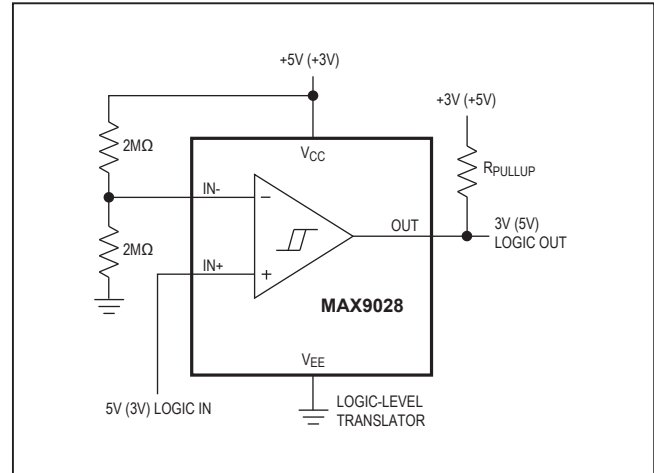 +5V (+3V)
+3V (+5V)
2MΩ
VCC
RPULLUP
IN-
−
OUT
3V (5V)
LOGIC OUT
2MΩ
IN+
+
MAX9028
VEE
5V (3V) LOGIC IN
LOGIC-LEVEL
TRANSLATOR